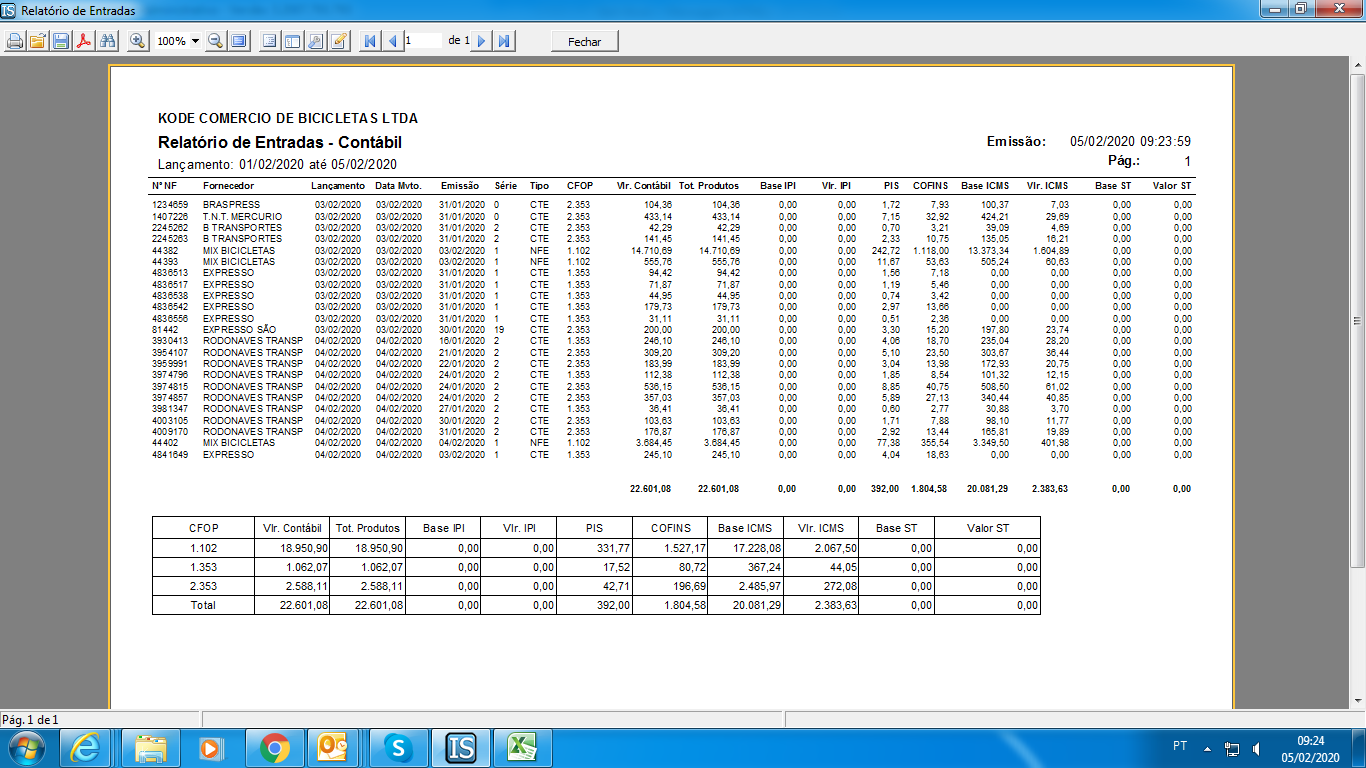 Relatório de Entradas
100%
1 de 1
Fechar
KODE COMERCIO DE BICICLETAS LTDA
Relatório de Entradas - Contábil
Emissão: 05/02/2020 09:23:59
Lançamento: 01/02/2020 até 05/02/2020
Pág.: 1
Nº NF Fornecedor Lançamento Data Mvto. Emissão Série Tipo CFOP Vlr. Contábil Tot. Produtos Base IPI Vlr. IPI PIS COFINS Base ICMS Vlr. ICMS Base ST Valor ST
1234659 BRASPRESS 03/02/2020 03/02/2020 31/01/2020 0 CTE 2.353 104,36 104,36 0,00 0,00 1,72 7,93 100,37 7,03 0,00 0,00
1407226 T.N.T. MERCURIO 03/02/2020 03/02/2020 31/01/2020 0 CTE 2.353 433,14 433,14 0,00 0,00 7,15 32,92 424,21 29,69 0,00 0,00
2245262 B TRANSPORTES 03/02/2020 03/02/2020 31/01/2020 2 CTE 2.353 42,29 42,29 0,00 0,00 0,70 3,21 39,09 4,69 0,00 0,00
2245263 B TRANSPORTES 03/02/2020 03/02/2020 31/01/2020 2 CTE 2.353 141,45 141,45 0,00 0,00 2,33 10,75 135,05 16,21 0,00 0,00
44382 MIX BICICLETAS 03/02/2020 03/02/2020 03/02/2020 1 NFE 1.102 14.710,69 14.710,69 0,00 0,00 242,72 1.118,00 13.373,34 1.604,89 0,00 0,00
44393 MIX BICICLETAS 03/02/2020 03/02/2020 03/02/2020 1 NFE 1.102 555,76 555,76 0,00 0,00 11,67 53,63 505,24 60,63 0,00 0,00
4836513 EXPRESSO 03/02/2020 03/02/2020 31/01/2020 1 CTE 1.353 94,42 94,42 0,00 0,00 1,56 7,18 0,00 0,00 0,00 0,00
4836517 EXPRESSO 03/02/2020 03/02/2020 31/01/2020 1 CTE 1.353 71,87 71,87 0,00 0,00 1,19 5,46 0,00 0,00 0,00 0,00
4836538 EXPRESSO 03/02/2020 03/02/2020 31/01/2020 1 CTE 1.353 44,95 44,95 0,00 0,00 0,74 3,42 0,00 0,00 0,00 0,00
4836542 EXPRESSO 03/02/2020 03/02/2020 31/01/2020 1 CTE 1.353 179,73 179,73 0,00 0,00 2,97 13,66 0,00 0,00 0,00 0,00
4836556 EXPRESSO 03/02/2020 03/02/2020 31/01/2020 1 CTE 1.353 31,11 31,11 0,00 0,00 0,51 2,36 0,00 0,00 0,00 0,00
81442 EXPRESSO SÃO 03/02/2020 03/02/2020 30/01/2020 19 CTE 2.353 200,00 200,00 0,00 0,00 3,30 15,20 197,80 23,74 0,00 0,00
3930413 RODONAVES TRANSP 04/02/2020 04/02/2020 16/01/2020 2 CTE 1.353 246,10 246,10 0,00 0,00 4,06 18,70 235,04 28,20 0,00 0,00
3954107 RODONAVES TRANSP 04/02/2020 04/02/2020 21/01/2020 2 CTE 2.353 309,20 309,20 0,00 0,00 5,10 23,50 303,67 36,44 0,00 0,00
3959991 RODONAVES TRANSP 04/02/2020 04/02/2020 22/01/2020 2 CTE 2.353 183,99 183,99 0,00 0,00 3,04 13,98 172,93 20,75 0,00 0,00
3974796 RODONAVES TRANSP 04/02/2020 04/02/2020 24/01/2020 2 CTE 1.353 112,38 112,38 0,00 0,00 1,85 8,54 101,32 12,15 0,00 0,00
3974815 RODONAVES TRANSP 04/02/2020 04/02/2020 24/01/2020 2 CTE 2.353 536,15 536,15 0,00 0,00 8,85 40,75 508,50 61,02 0,00 0,00
3974857 RODONAVES TRANSP 04/02/2020 04/02/2020 24/01/2020 2 CTE 2.353 357,03 357,03 0,00 0,00 5,89 27,13 340,44 40,85 0,00 0,00
3981347 RODONAVES TRANSP 04/02/2020 04/02/2020 27/01/2020 2 CTE 1.353 36,41 36,41 0,00 0,00 0,60 2,77 30,88 3,70 0,00 0,00
4003105 RODONAVES TRANSP 04/02/2020 04/02/2020 30/01/2020 2 CTE 2.353 103,63 103,63 0,00 0,00 1,71 7,88 98,10 11,77 0,00 0,00
4009170 RODONAVES TRANSP 04/02/2020 04/02/2020 31/01/2020 2 CTE 2.353 176,87 176,87 0,00 0,00 2,92 13,44 165,81 19,89 0,00 0,00
44402 MIX BICICLETAS 04/02/2020 04/02/2020 04/02/2020 1 NFE 1.102 3.684,45 3.684,45 0,00 0,00 77,38 355,54 3.349,50 401,98 0,00 0,00
4841649 EXPRESSO 04/02/2020 04/02/2020 03/02/2020 1 CTE 1.353 245,10 245,10 0,00 0,00 4,04 18,63 0,00 0,00 0,00 0,00
22.601,08 22.601,08 0,00 0,00 392,00 1.804,58 20.081,29 2.383,63 0,00 0,00
CFOP Vlr. Contábil Tot. Produtos Base IPI Vlr. IPI PIS COFINS Base ICMS Vlr. ICMS Base ST Valor ST
1.102 18.950,90 18.950,90 0,00 0,00 331,77 1.527,17 17.228,08 2.067,50 0,00 0,00
1.353 1.062,07 1.062,07 0,00 0,00 17,52 80,72 367,24 44,05 0,00 0,00
2.353 2.588,11 2.588,11 0,00 0,00 42,71 196,69 2.485,97 272,08 0,00 0,00
Total 22.601,08 22.601,08 0,00 0,00 392,00 1.804,58 20.081,29 2.383,63 0,00 0,00
Pág. 1 de 1
PT
09:24
05/02/2020